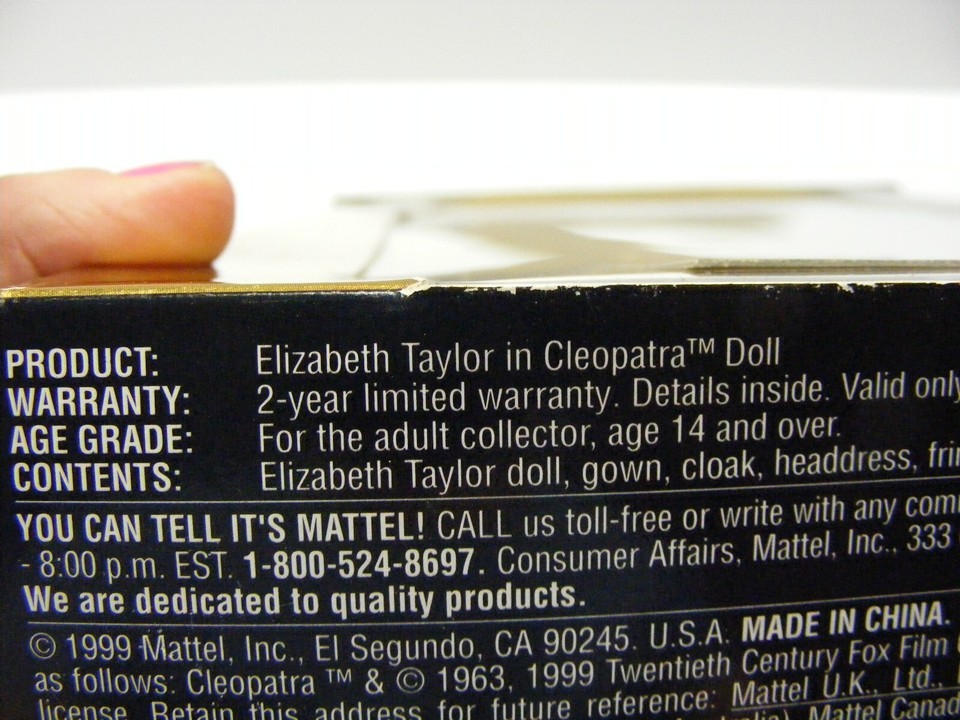 PRODUCT: Elizabeth Taylor in Cleopatra™ Doll
WARRANTY: 2-year limited warranty. Details inside. Valid only
AGE GRADE: For the adult collector, age 14 and over.
CONTENTS: Elizabeth Taylor doll, gown, cloak, headdress,
YOU CAN TELL IT'S MATTEL! CALL us toll-free or write with any
- 8:00 p.m. EST. 1-800-524-8697. Consumer Affairs, Mattel, Inc., 333
We are dedicated to quality products.
© 1999 Mattel, Inc., El Segundo, CA 90245. U.S.A. MADE IN CHINA.
as follows: Cleopatra ™ & © 1963, 1999 Twentieth Century Fox Film
license. Retain this address for future reference: Mattel U.K., Ltd.,
Mattel